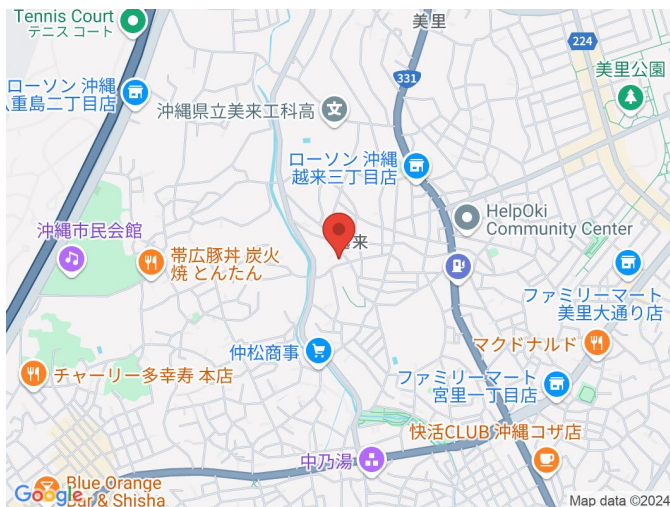 Tennis Court
テニス コート
美里
224
331
美里公園
ローソン 沖縄
八重島二丁目店
沖縄県立美来工科高
ローソン 沖縄
越来三丁目店
HelpOki
Community Center
沖縄市民会館
帯広豚丼 炭火
焼 とんたん
来
ファミリーマート
美里大通り店
仲松商事
マクドナルド
チャーリー多幸寿 本店
ファミリーマート
宮里一丁目店
快活CLUB 沖縄コザ店
中乃湯
Blue Orange
Bar & Shisha
Google
Map data ©2024